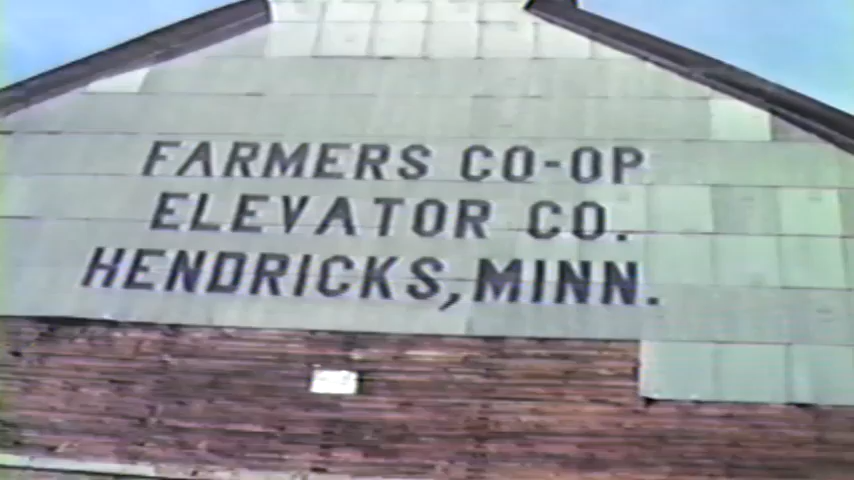 FARMERS CO-OP
ELEVATOR CO.
HENDRICKS, MINN.